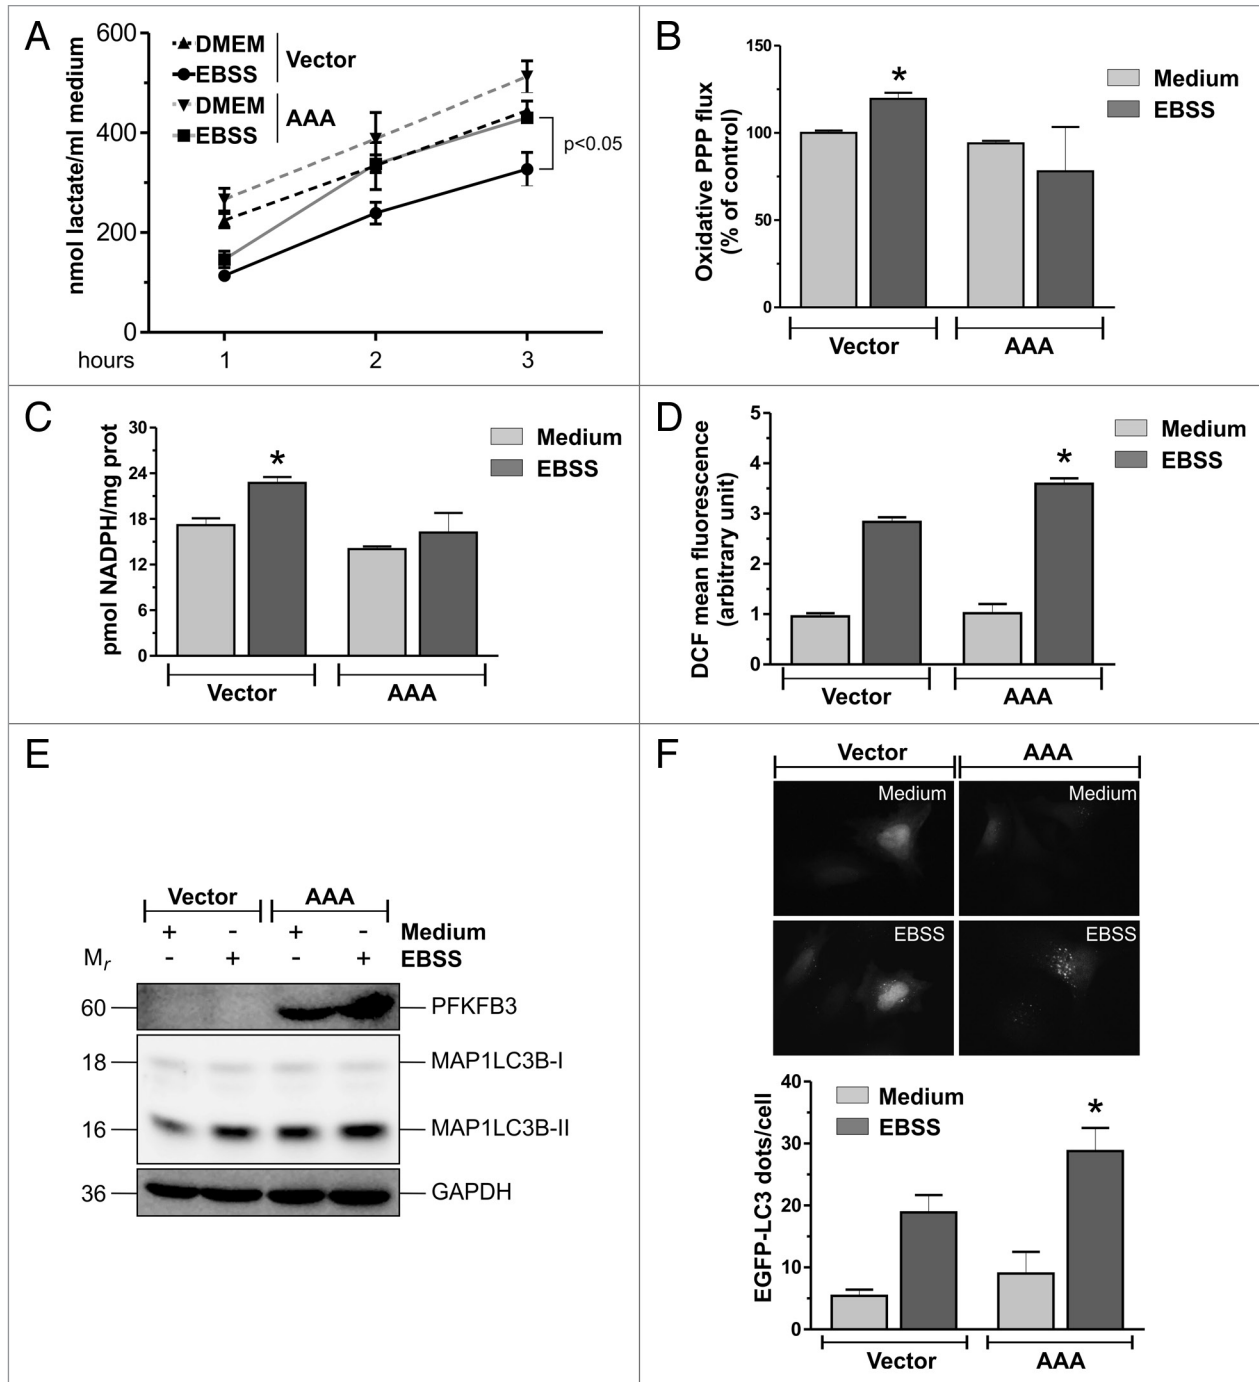 A
nmol lactate/ml medium
600
400
200
0
DMEM
EBSS
Vector
DMEM
EBSS
AAA
p<0.05
hours 1 2 3
B
Oxidative PPP flux
(% of control)
150
100
50
0
* 
Medium
EBSS
Vector AAA
C
pmol NADPH/mg prot
30
24
18
12
6
0
*
Medium
EBSS
Vector AAA
D
DCF mean fluorescence
(arbitrary unit)
5
4
3
2
1
0
*
Medium
EBSS
Vector AAA
E
Vector AAA
+ - + - Medium
Mr - + - + EBSS
60 PFKFB3
18 MAP1LC3B-I
16 MAP1LC3B-II
36 GAPDH
F
Vector AAA
Medium Medium
EBSS EBSS
EGFP-LC3 dots/cell
40
30
20
10
0
Medium
EBSS
*
Vector AAA